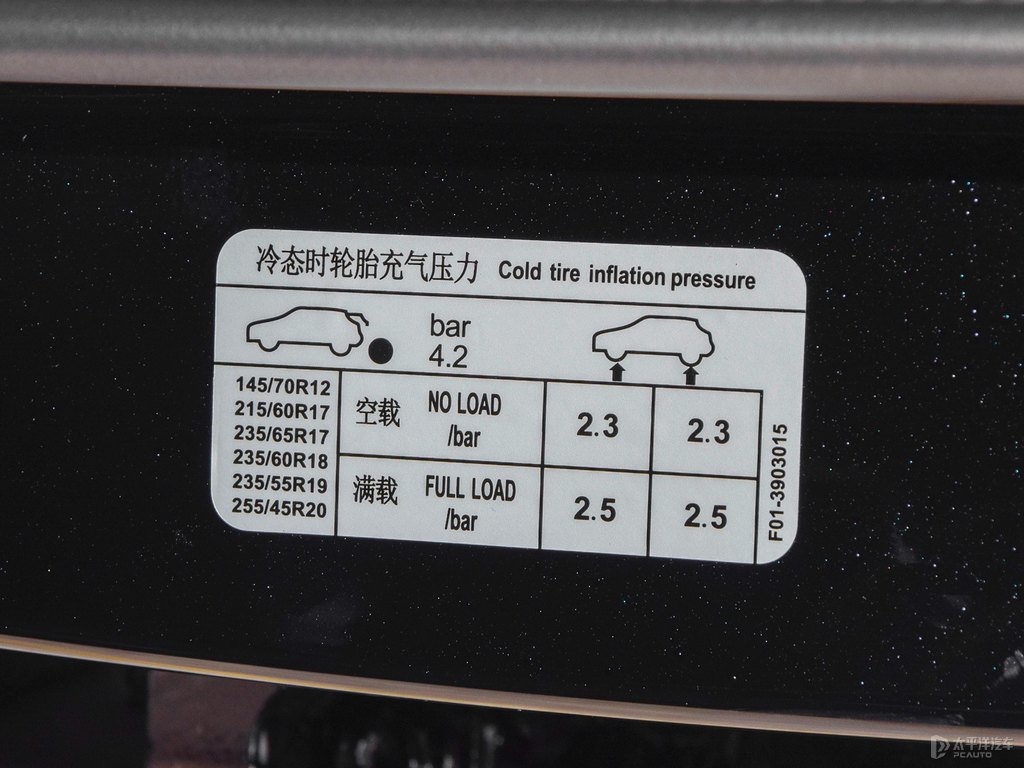 冷态时轮胎充气压力 Cold tire inflation pressure
bar
4.2
145/70R12
215/60R17
235/65R17
235/60R18
235/55R19
255/45R20
空载 NO LOAD
/bar
2.3 2.3
满载 FULL LOAD
/bar
2.5 2.5
F01-3903015
太平洋汽车
PCAUTO